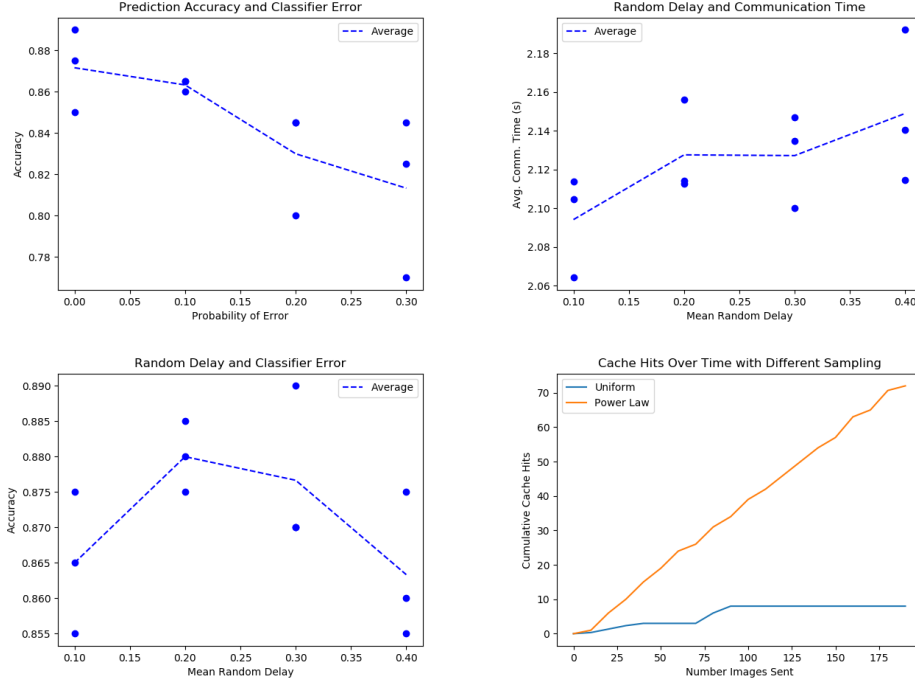 Prediction Accuracy and Classifier Error
Average
0.88
0.86
0.84
0.82
0.80
0.78
Accuracy
0.00 0.05 0.10 0.15 0.20 0.25 0.30
Probability of Error
Random Delay and Communication Time
Average
2.18
2.16
2.14
2.12
2.10
2.08
2.06
Avg. Comm. Time (s)
0.10 0.15 0.20 0.25 0.30 0.35 0.40
Mean Random Delay
Random Delay and Classifier Error
Average
0.890
0.885
0.880
0.875
0.870
0.865
0.860
0.855
Accuracy
0.10 0.15 0.20 0.25 0.30 0.35 0.40
Mean Random Delay
Cache Hits Over Time with Different Sampling
Uniform
Power Law
70
60
50
40
30
20
10
0
Cumulative Cache Hits
0 25 50 75 100 125 150 175
Number Images Sent